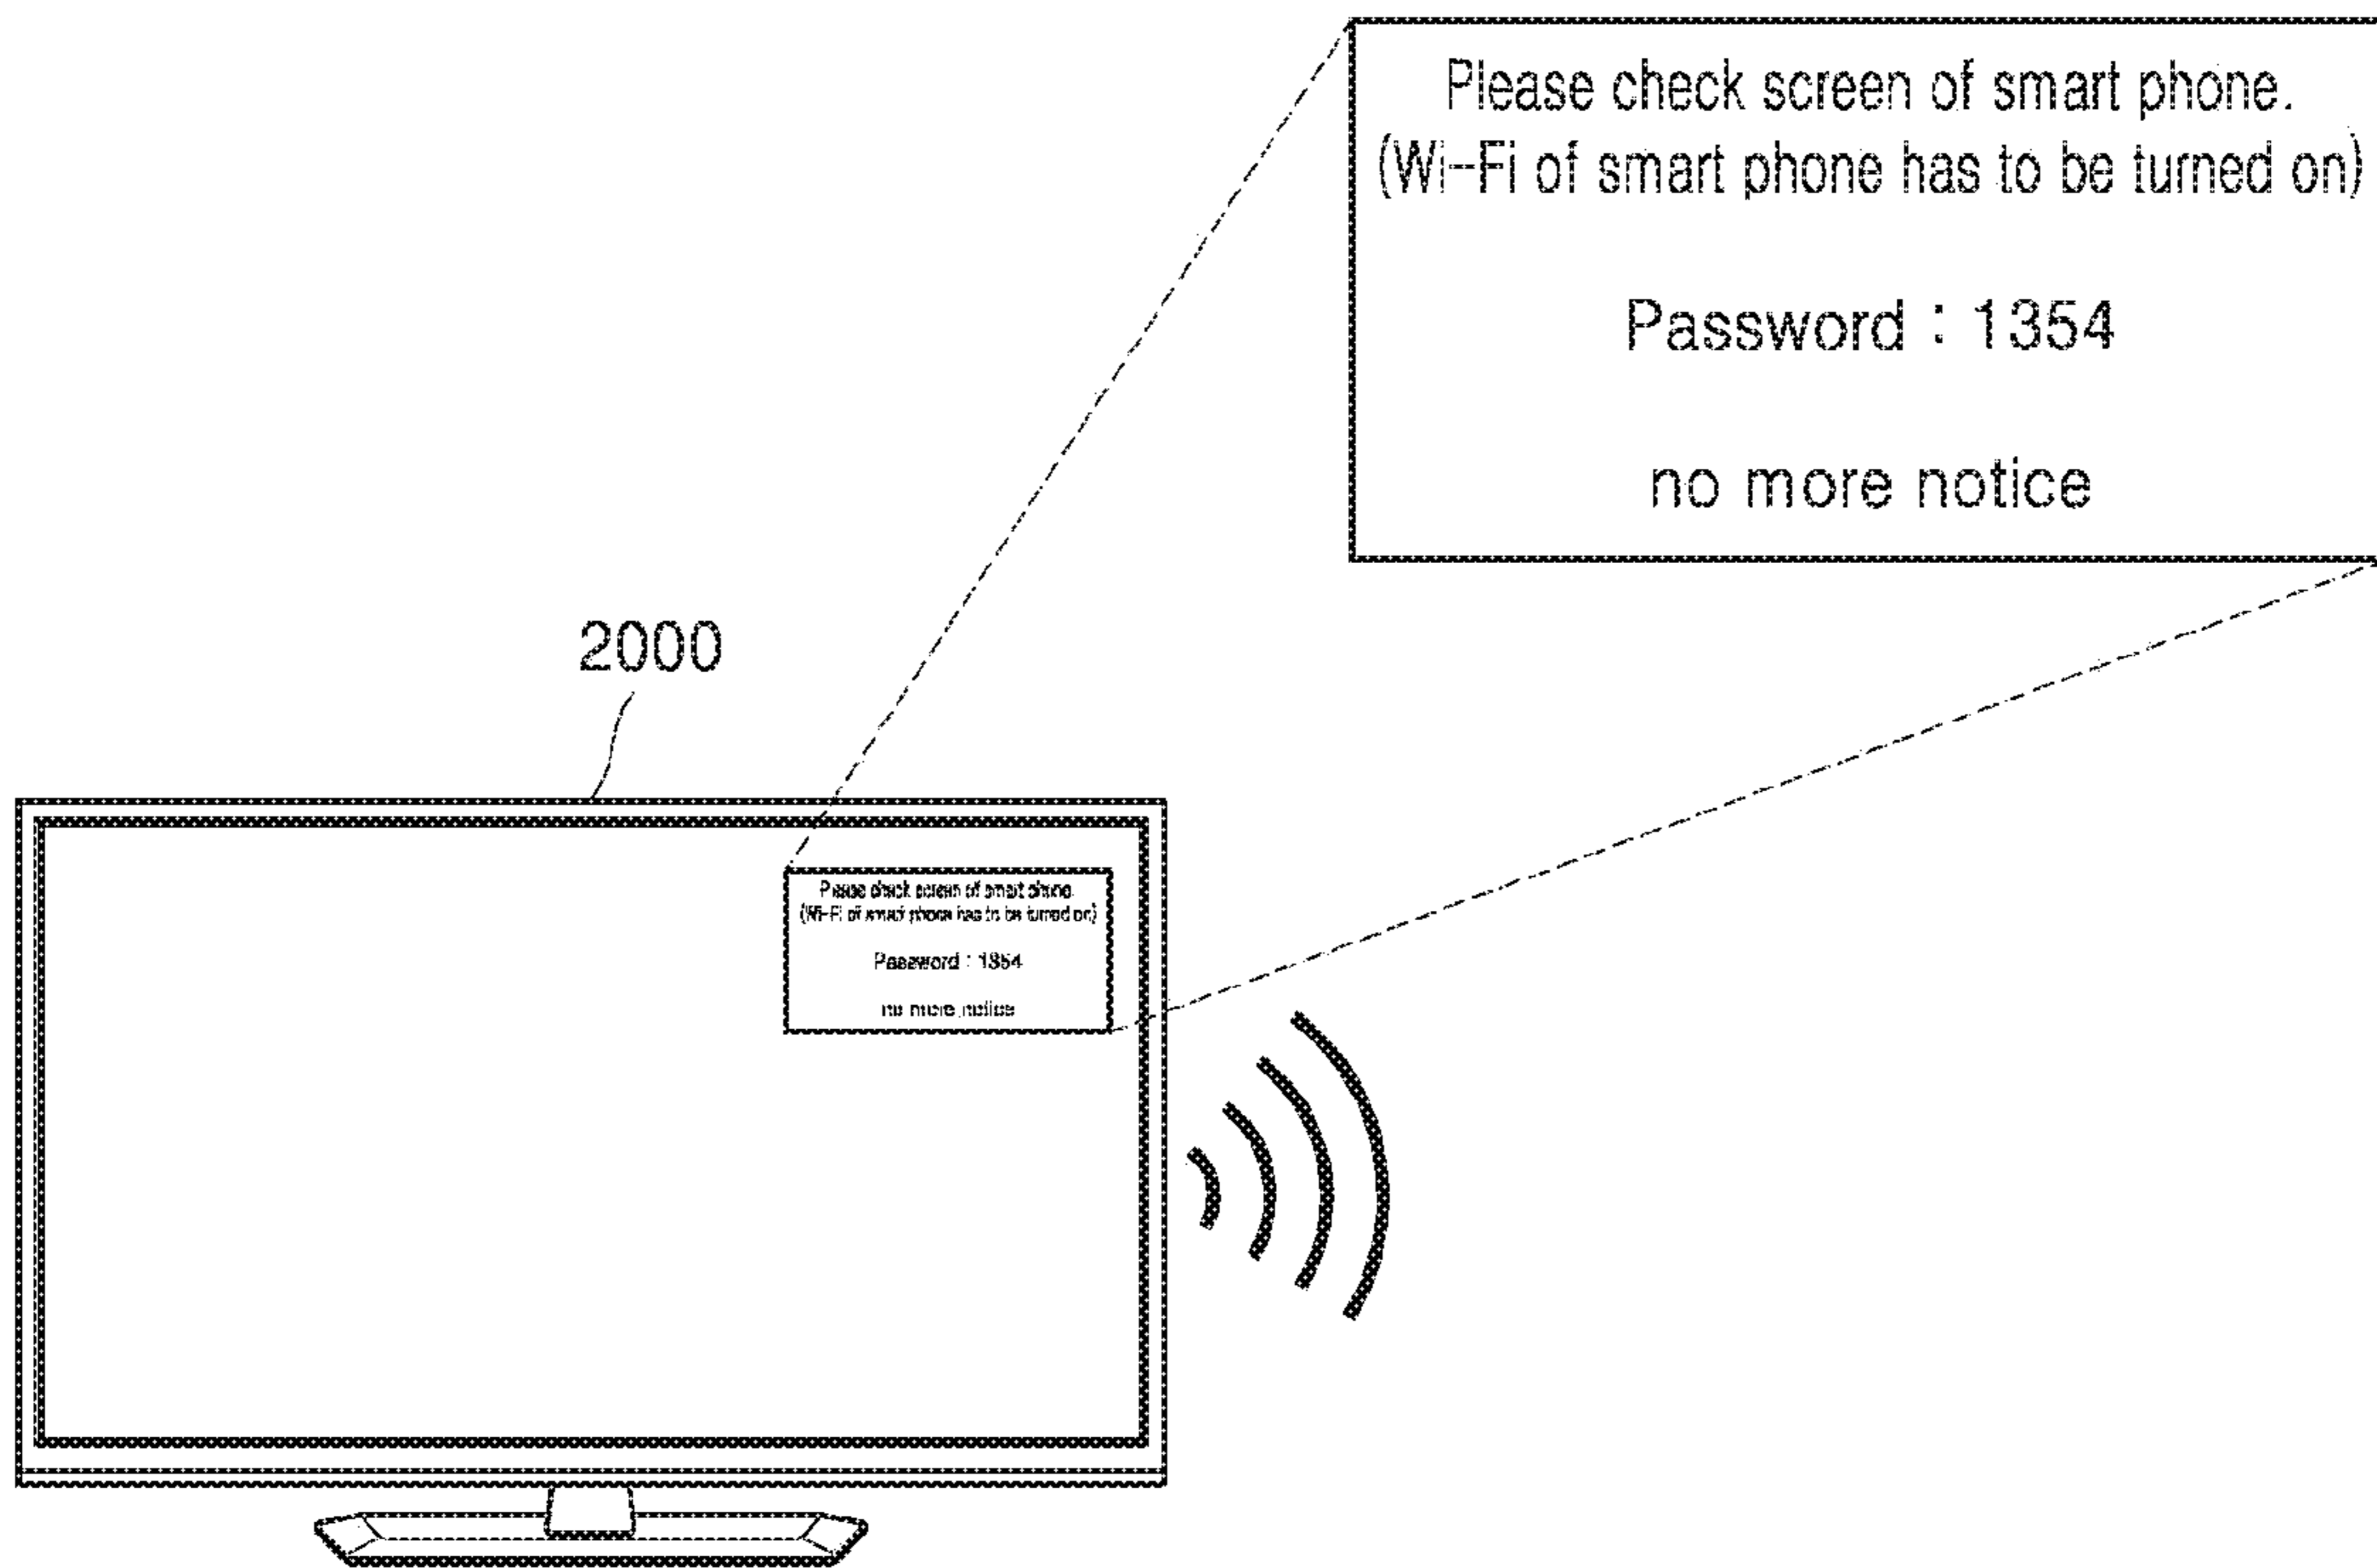 Please check screen of smart phone.
(Wi-Fi of smart phone has to be turned on)
Password : 1354
no more notice
2000
Please check screen of smart phone.
(Wi-Fi of smart phone has to be turned on)
Password : 1354
no more notice